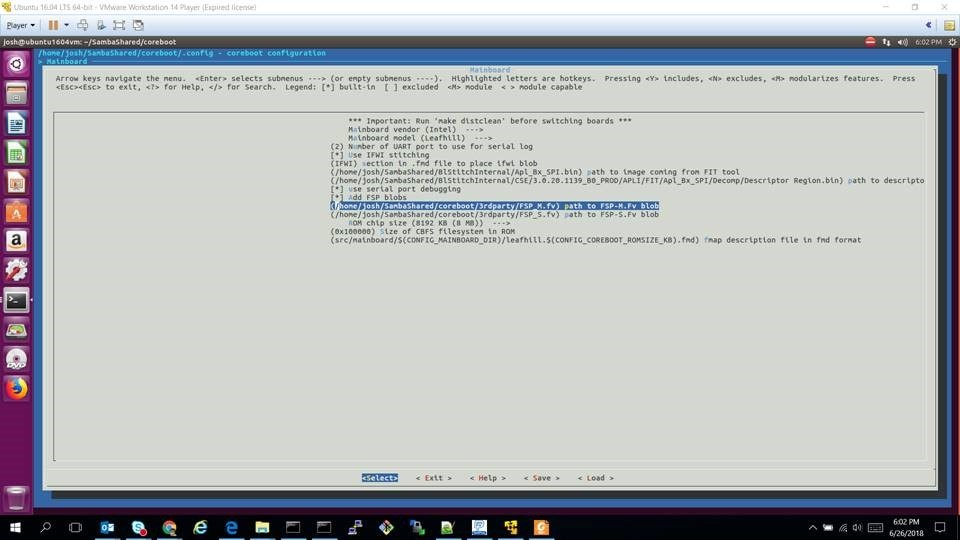 Ubuntu 16.04 LTS 64-bit - VMware Workstation 14 Player (Expired license)
Player
josh@ubuntu1604vm: ~/SambaShared/coreboot
6:02 PM
/home/josh/SambaShared/coreboot/.config - coreboot configuration
> Mainboard
Mainboard
Arrow keys navigate the menu. <Enter> selects submenus ---> (or empty submenus ----). Highlighted letters are hotkeys. Pressing <Y> includes, <N> excludes, <M> modularizes features. Press
<Esc><Esc> to exit, <?> for Help, </> for Search. Legend: [*] built-in [ ] excluded <M> module < > module capable
*** Important: Run 'make distclean' before switching boards ***
Mainboard vendor (Intel) --->
Mainboard model (Leafhill) --->
(2) Number of UART port to use for serial log
[*] Use IFWI stitching
(IFWI) section in .fmd file to place ifwi blob
(/home/josh/SambaShared/BlStitchInternal/Apl_Bx_SPI.bin) path to image coming from FIT tool
(/home/josh/SambaShared/BlStitchInternal/CSE/3.0.20.1139_B0_PROD/APLI/FIT/Apl_Bx_SPI/Decomp/Descriptor Region.bin) path to descripto
[*] Use serial port debugging
[*] Add FSP blobs
(/home/josh/SambaShared/coreboot/3rdparty/FSP_M.fv) path to FSP-M.Fv blob
(/home/josh/SambaShared/coreboot/3rdparty/FSP_S.fv) path to FSP-S.Fv blob
ROM chip size (8192 KB (8 MB)) --->
(0x100000) Size of CBFS filesystem in ROM
(src/mainboard/$(CONFIG_MAINBOARD_DIR)/leafhill.$(CONFIG_COREBOOT_ROMSIZE_KB).fmd) fmap description file in fmd format
<Select> < Exit > < Help > < Save > < Load >
6:02 PM
6/26/2018